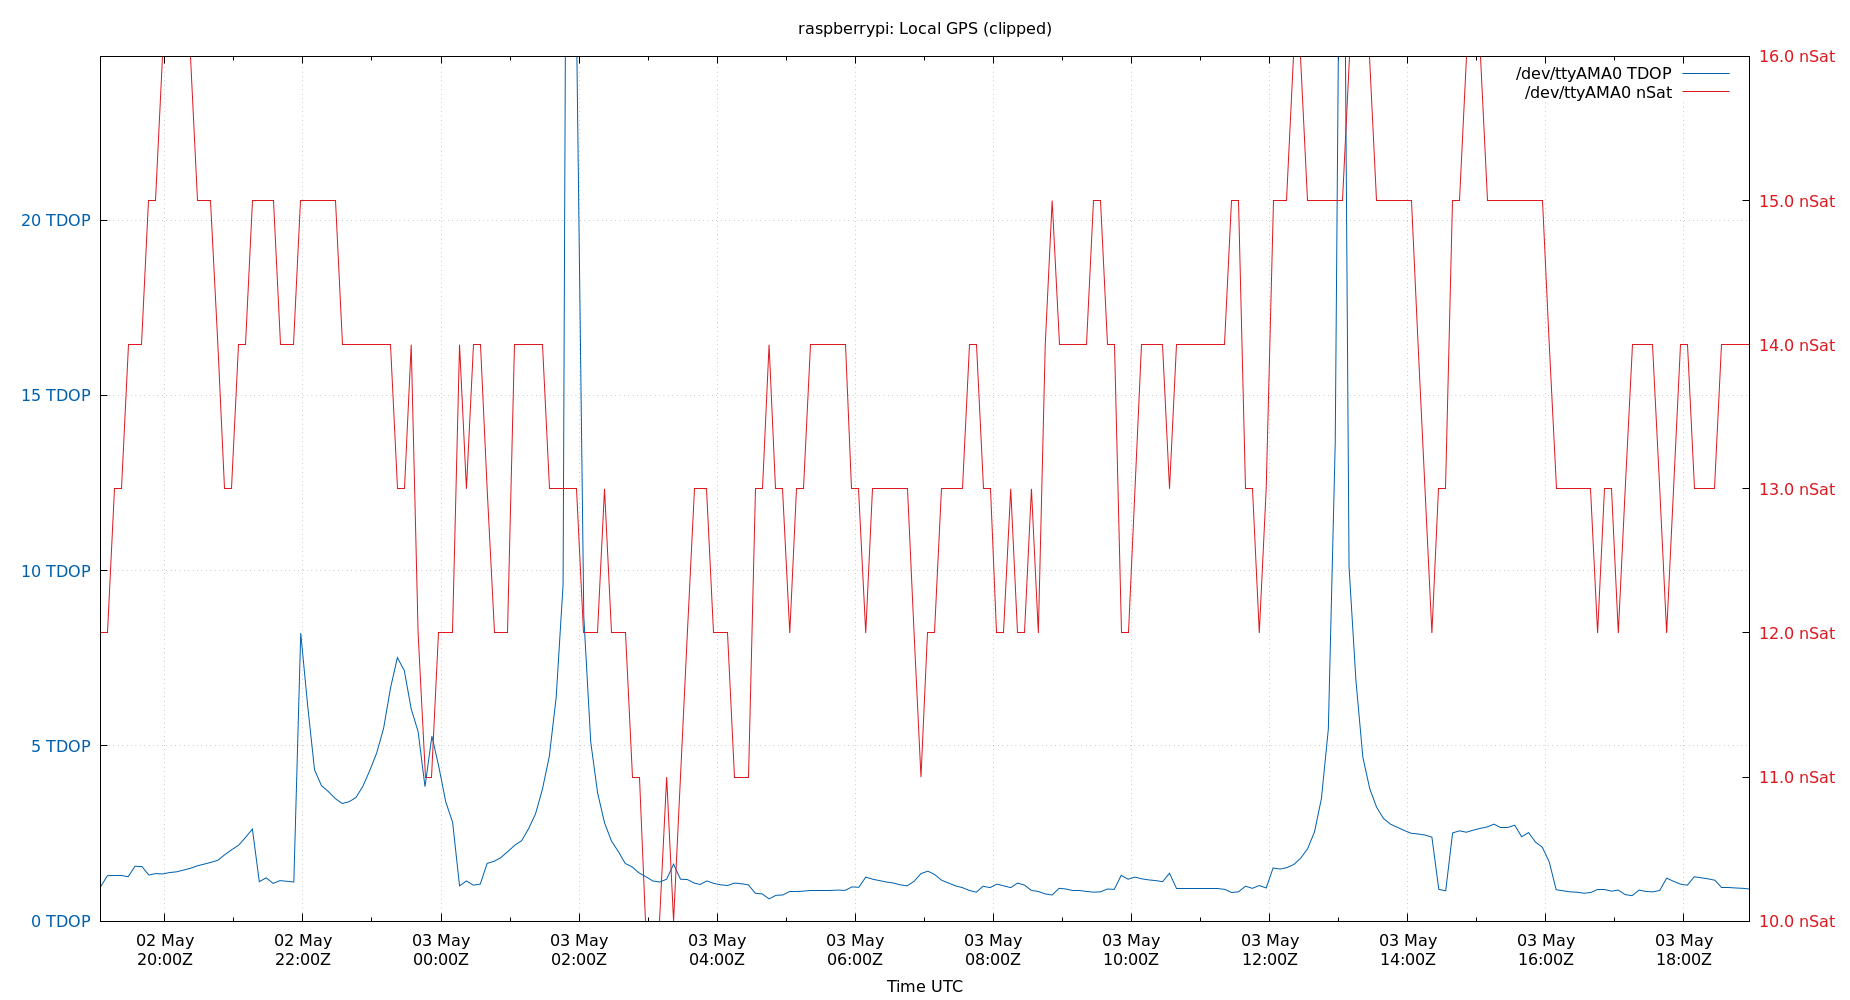 raspberrypi: Local GPS (clipped)
/dev/ttyAMA0 TDOP
/dev/ttyAMA0 nSat
20 TDOP
15 TDOP
10 TDOP
5 TDOP
0 TDOP
16.0 nSat
15.0 nSat
14.0 nSat
13.0 nSat
12.0 nSat
11.0 nSat
10.0 nSat
02 May 02 May 03 May 03 May 03 May 03 May 03 May 03 May 03 May 03 May 03 May 03 May
20:00Z 22:00Z 00:00Z 02:00Z 04:00Z 06:00Z 08:00Z 10:00Z 12:00Z 14:00Z 16:00Z 18:00Z
Time UTC